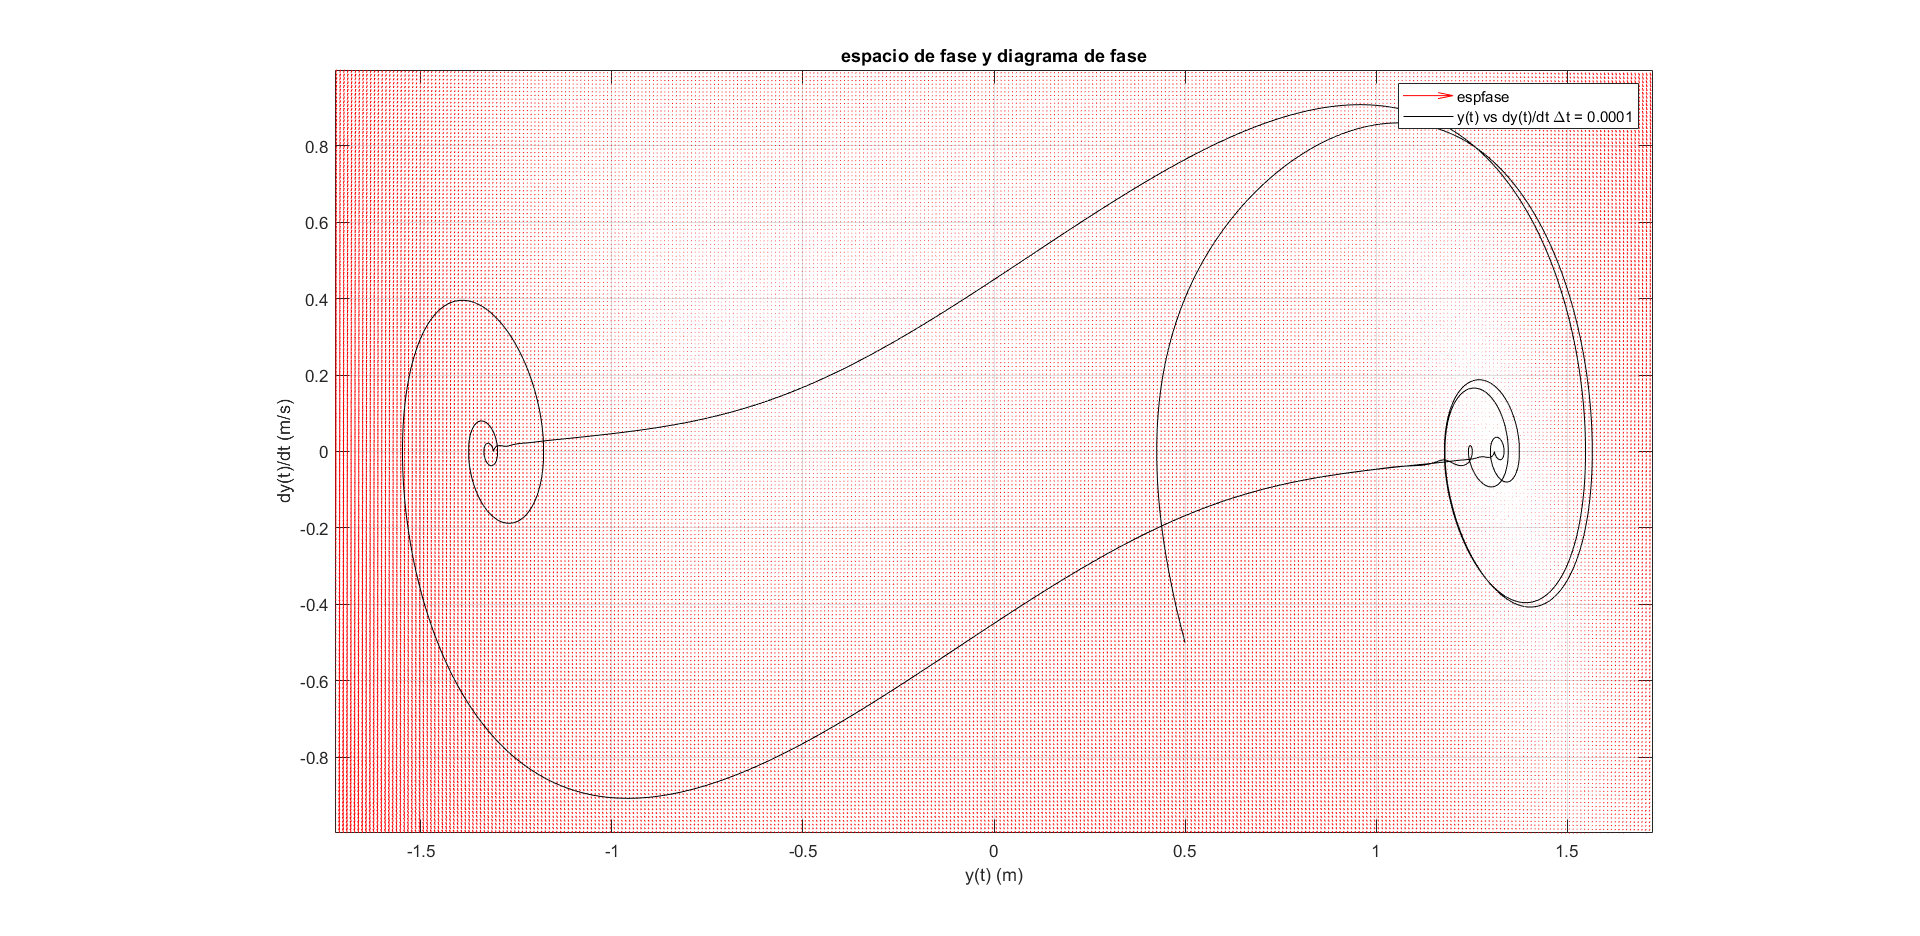 espacio de fase y diagrama de fase
espfase
y(t) vs dy(t)/dt Δt = 0.0001
0.8
0.6
0.4
0.2
0
-0.2
-0.4
-0.6
-0.8
dy(t)/dt (m/s)
-1.5 -1 -0.5 0 0.5 1 1.5
y(t) (m)